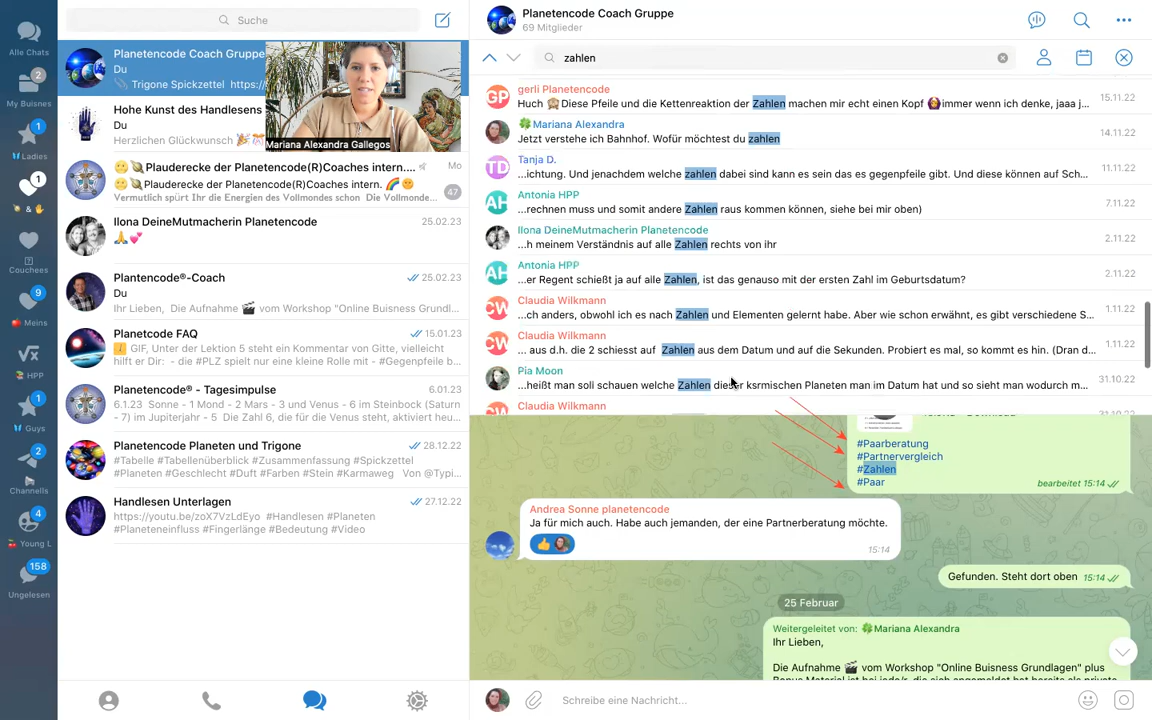 Alle Chats
2
My Buisnes
1
Ladies
1
& 
Couchees
9
Meins
HPP
1
Guys
2
Channells
4
Young L
158
Ungelesen
Suche
Planetencode Coach Gruppe
Du
Trigone Spickzettel https:/
Hohe Kunst des Handlesens
Du
Herzlichen Glückwunsch
Mariana Alexandra Gallegos
Plauderecke der Planetencode(R)Coaches intern.... Mo
Plauderecke der Planetencode(R)Coaches intern.
Vermutlich spürt Ihr die Energien des Vollmondes schon Die Vollmonde... 47
Ilona DeineMutmacherin Planetencode 25.02.23
Plantencode®-Coach 25.02.23
Du
Ihr Lieben, Die Aufnahme vom Workshop "Online Buisness Grundl...
Planetcode FAQ 15.01.23
GIF, Unter der Lektion 5 steht ein Kommentar von Gitte, vielleicht
hilft er Dir: - die #PLZ spielt nur eine kleine Rolle mit - #Gegenpfeile b...
Planetencode® - Tagesimpulse 6.01.23
6.1.23 Sonne - 1 Mond - 2 Mars - 3 und Venus - 6 im Steinbock (Saturn
- 7) im Jupiterjahr - 5 Die Zahl 6, die für die Venus steht, aktiviert heu...
Planetencode Planeten und Trigone 28.12.22
#Tabelle #Tabellenüberblick #Zusammenfassung #Spickzettel
#Planeten #Geschlecht #Duft #Farben #Stein #Karmaweg Von @Typi...
Handlesen Unterlagen 27.12.22
https://youtu.be/zoX7VzLdEyo #Handlesen #Planeten
#Planeteneinfluss #Fingerlänge #Bedeutung #Video
Planetencode Coach Gruppe
69 Mitglieder
zahlen
GP
gerli Planetencode
Huch Diese Pfeile und die Kettenreaktion der Zahlen machen mir echt einen Kopf immer wenn ich denke, jaaa j... 15.11.22
Mariana Alexandra
Jetzt verstehe ich Bahnhof. Wofür möchtest du zahlen 14.11.22
TD
Tanja D.
...ichtung. Und jenachdem welche zahlen dabei sind kann es sein das es gegenpfeile gibt. Und diese können auf Sch... 11.11.22
AH
Antonia HPP
...rechnen muss und somit andere Zahlen raus kommen können, siehe bei mir oben) 7.11.22
Ilona DeineMutmacherin Planetencode
...h meinem Verständnis auf alle Zahlen rechts von ihr 2.11.22
AH
Antonia HPP
...er Regent schießt ja auf alle Zahlen, ist das genauso mit der ersten Zahl im Geburtsdatum? 2.11.22
CW
Claudia Wilkmann
...ch anders, obwohl ich es nach Zahlen und Elementen gelernt habe. Aber wie schon erwähnt, es gibt verschiedene S... 1.11.22
CW
Claudia Wilkmann
... aus d.h. die 2 schiesst auf Zahlen aus dem Datum und auf die Sekunden. Probiert es mal, so kommt es hin. (Dran d... 1.11.22
Pia Moon
...heißt man soli schauen welche Zahlen dieser ksrmischen Planeten man im Datum hat und so sieht man wodurch m... 31.10.22
CW
Claudia Wilkmann
#Paarberatung
#Partnervergleich
#Zahlen
#Paar
bearbeitet 15:14
Andrea Sonne planetencode
Ja für mich auch. Habe auch jemanden, der eine Partnerberatung möchte.
15:14
Gefunden. Steht dort oben 15:14
25 Februar
Weitergeleitet von: Mariana Alexandra
Ihr Lieben,
Die Aufnahme vom Workshop "Online Buisness Grundlagen" plus
Schreibe eine Nachricht...